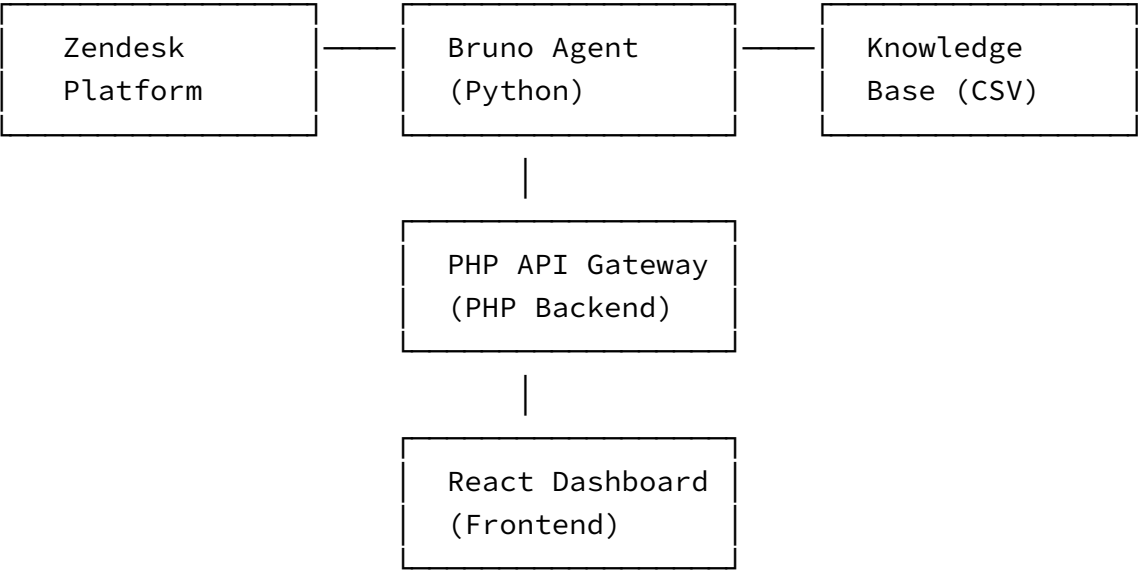 Zendesk
Platform
Bruno Agent
(Python)
Knowledge
Base (CSV)
PHP API Gateway
(PHP Backend)
React Dashboard
(Frontend)